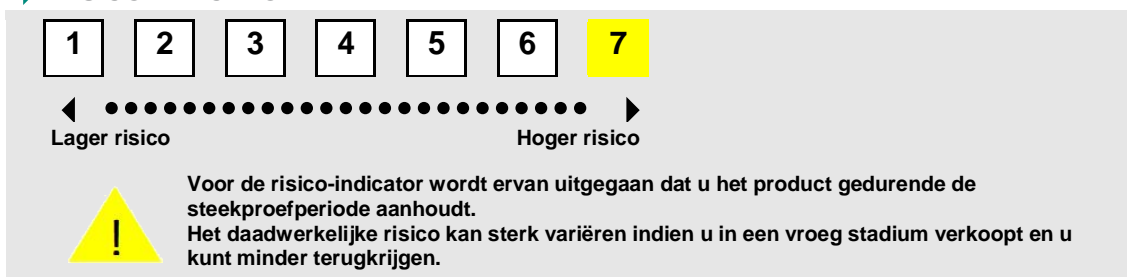 1 2 3 4 5 6 7
Lager risico Hoger risico
! Voor de risico-indicator wordt ervan uitgegaan dat u het product gedurende de
steekproefperiode aanhoudt.
Het daadwerkelijke risico kan sterk variëren indien u in een vroeg stadium verkoopt en u
kunt minder terugkrijgen.